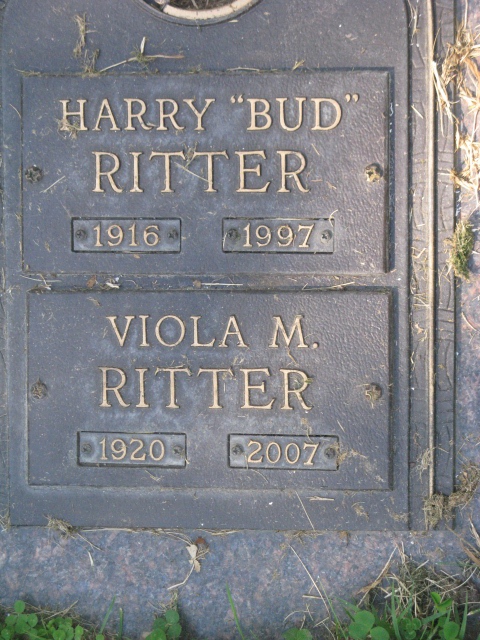 HARRY “BUD”
RITTER
1916 1997
VIOLA M.
RITTER
1920 2007